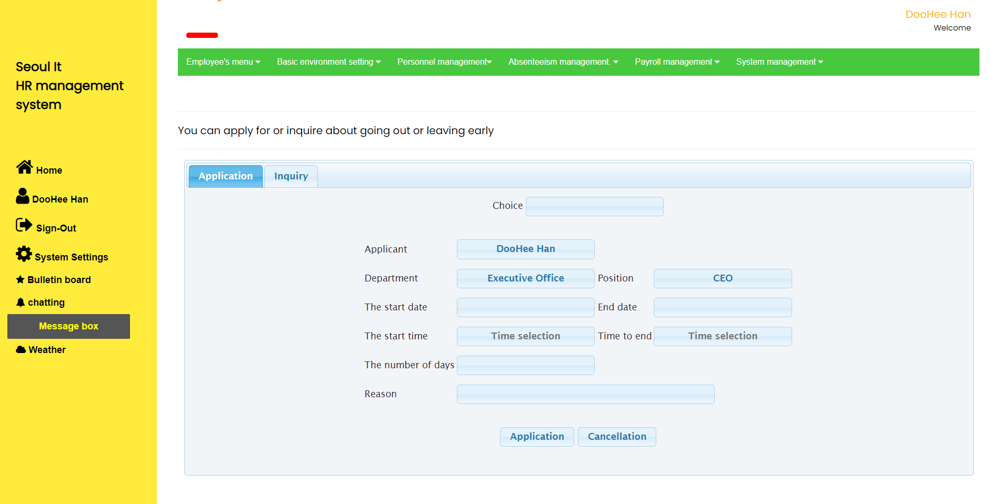 DooHee Han
Welcome
Seoul It
HR management
system
Home
DooHee Han
Sign-Out
System Settings
Bulletin board
chatting
Message box
Weather
Employee's menu Basic environment setting Personnel management Absenteeism management. Payroll management System management
You can apply for or inquire about going out or leaving early
Application Inquiry
Choice
Applicant DooHee Han
Department Executive Office Position CEO
The start date End date
The start time Time selection Time to end Time selection
The number of days
Reason
Application Cancellation